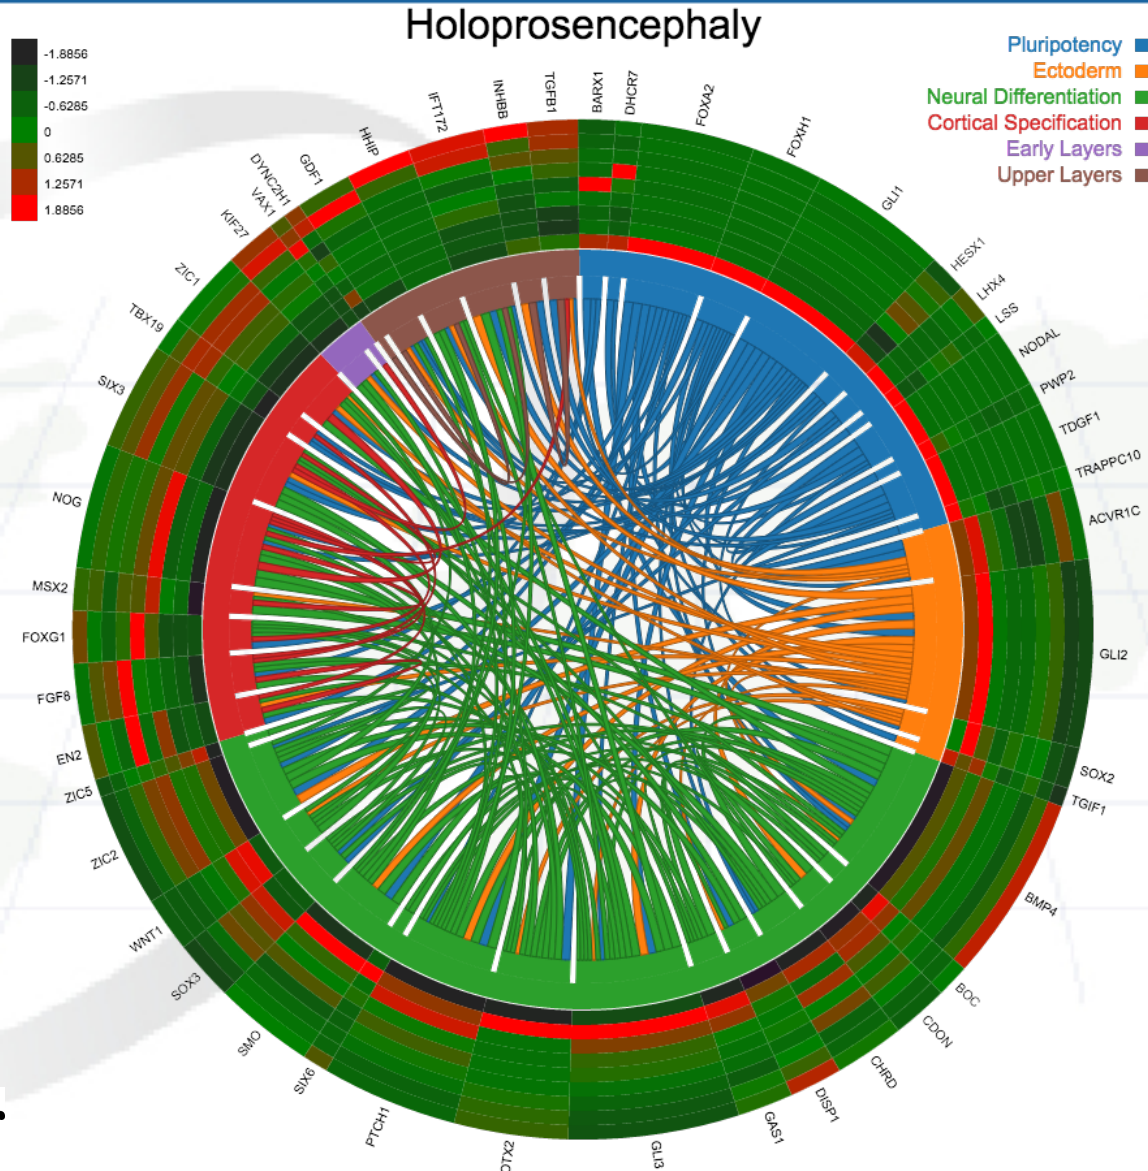 Holoprosencephaly
-1.8856
-1.2571
-0.6285
0
0.6285
1.2571
1.8856
Pluripotency
Ectoderm
Neural Differentiation
Cortical Specification
Early Layers
Upper Layers
BARX1
DHCR7
FOXA2
FOXH1
GLI1
HESX1
LHX4
LSS
NODAL
PWP2
TDGF1
TRAPPC10
ACVR1C
GLI2
SOX2
TGIF1
BMP4
BOC
CDON
CHRD
DISP1
GAS1
GLI3
OTX2
PTCH1
SIX6
SMO
SOX3
WNT1
ZIC2
ZIC5
EN2
FGF8
FOXG1
MSX2
NOG
SIX3
TBX19
ZIC1
KIF27
VAX1
DYNC2H1
GDF1
HHIP
IFT172
INHBB
TGFB1